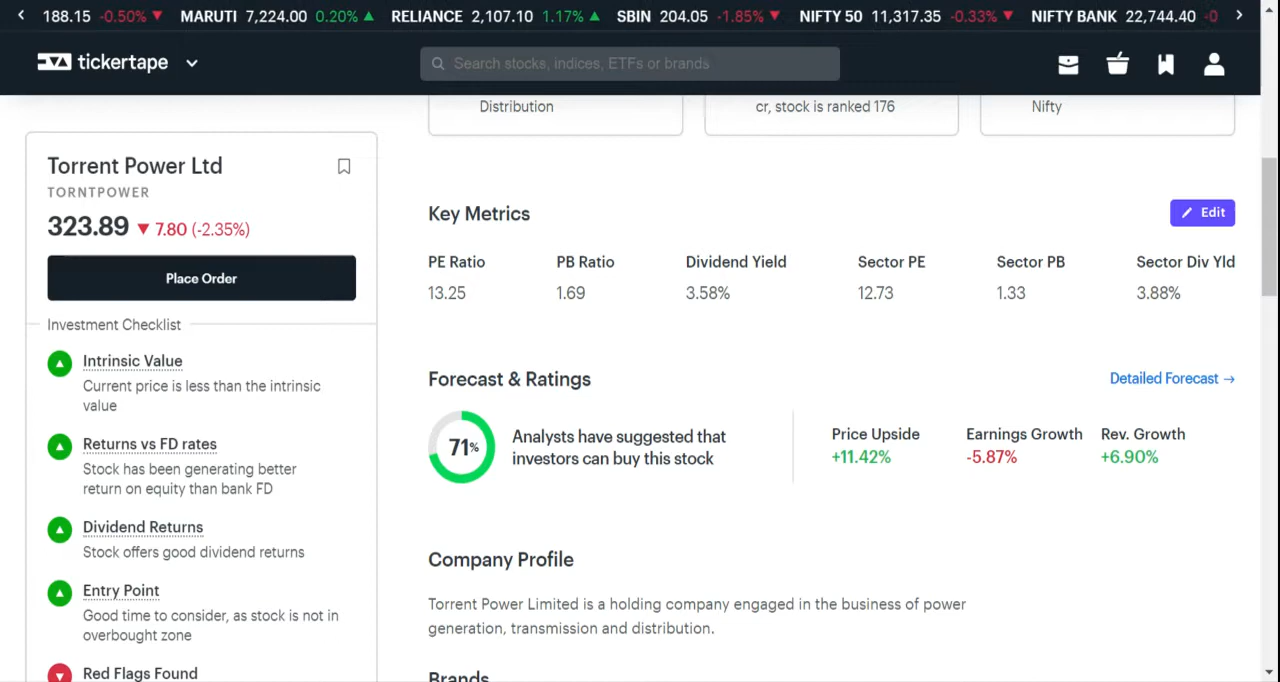 188.15 -0.50% ▼ MARUTI 7,224.00 0.20% ▲ RELIANCE 2,107.10 1.17% ▲ SBIN 204.05 -1.85% ▼ NIFTY 50 11,317.35 -0.33% ▼ NIFTY BANK 22,744.40 -0
tickertape
Search stocks, indices, ETFs or brands
Distribution
cr, stock is ranked 176
Nifty
Torrent Power Ltd
TORNTPOWER
323.89 ▼ 7.80 (-2.35%)
Place Order
Investment Checklist
Intrinsic Value
Current price is less than the intrinsic
value
Returns vs FD rates
Stock has been generating better
return on equity than bank FD
Dividend Returns
Stock offers good dividend returns
Entry Point
Good time to consider, as stock is not in
overbought zone
Red Flags Found
Key Metrics
Edit
PE Ratio PB Ratio Dividend Yield Sector PE Sector PB Sector Div Yld
13.25 1.69 3.58% 12.73 1.33 3.88%
Forecast & Ratings
Detailed Forecast →
71%
Analysts have suggested that
investors can buy this stock
Price Upside Earnings Growth Rev. Growth
+11.42% -5.87% +6.90%
Company Profile
Torrent Power Limited is a holding company engaged in the business of power
generation, transmission and distribution.
Brands